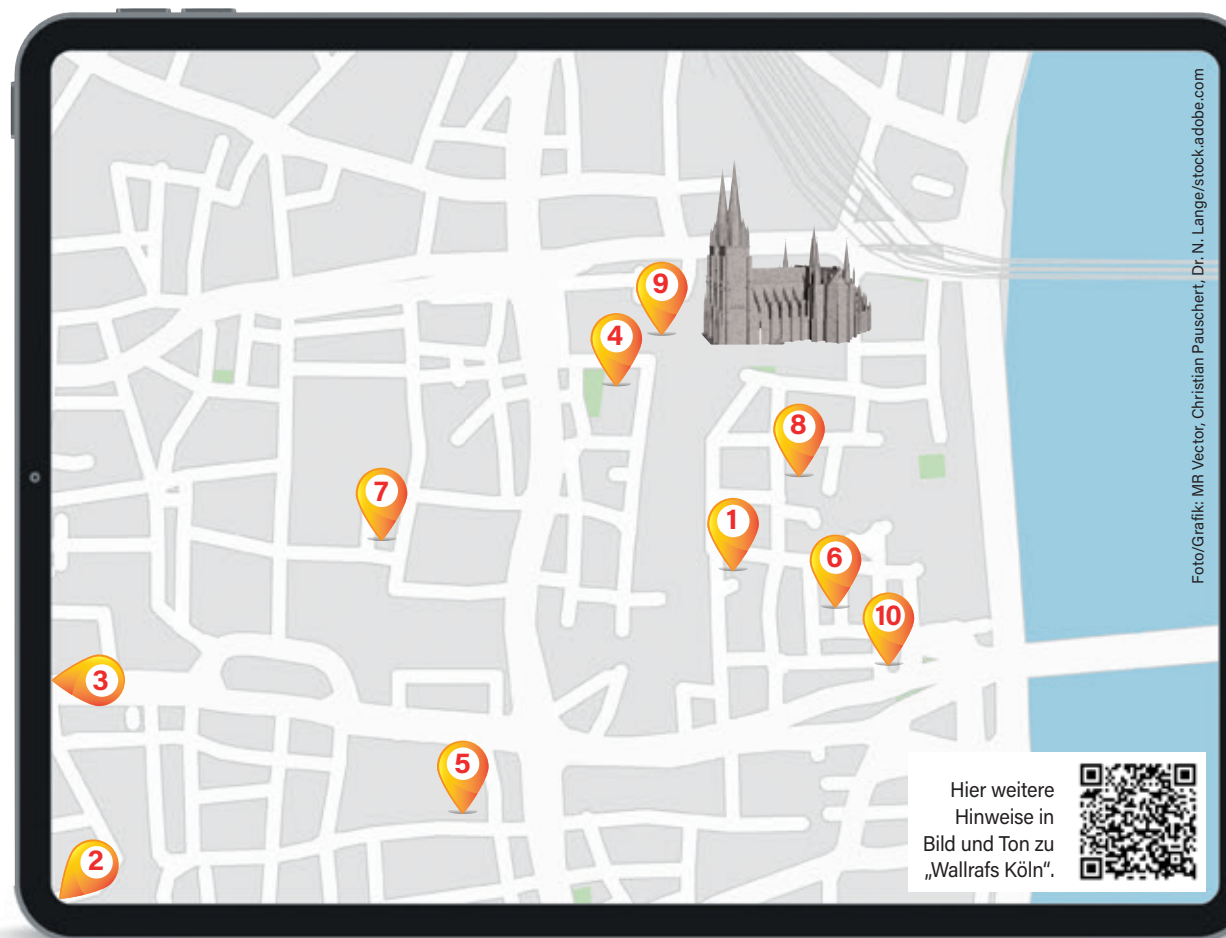 Foto/Grafik: MR Vector, Christian Pauschert, Dr. N. Lange/stock.adobe.com
9
4
8
7
1
6
10
3
5
2
Hier weitere
Hinweise in
Bild und Ton zu
„Wallrafs Köln“.